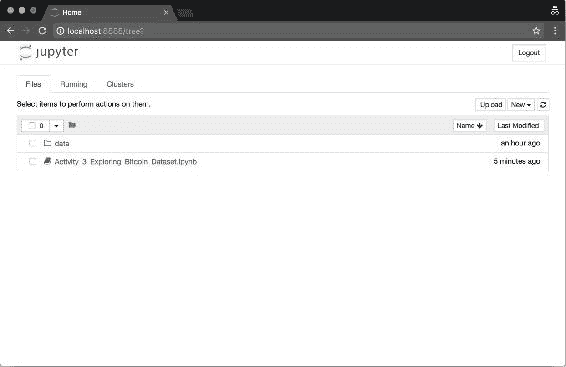 Home
localhost:8888/tree?
jupyter
Logout
Files Running Clusters
Select items to perform actions on them.
Upload New
0
Name Last Modified
data an hour ago
Activity_3_Exploring_Bitcoin_Dataset.ipynb 5 minutes ago